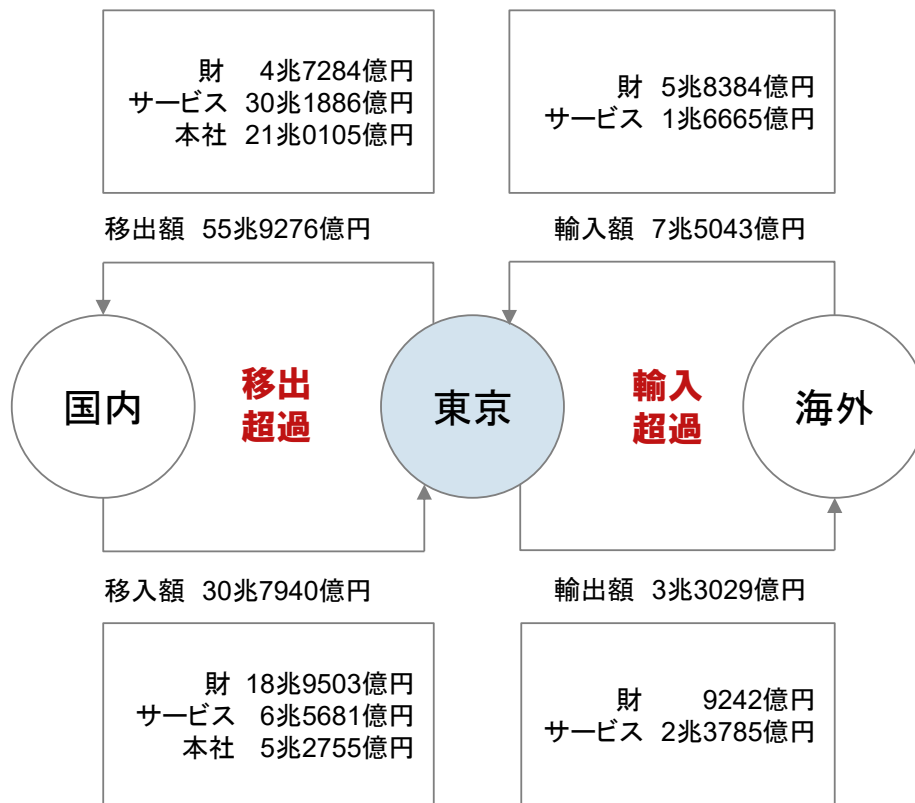 財 4兆7284億円
サービス 30兆1886億円
本社 21兆0105億円
財 5兆8384億円
サービス 1兆6665億円
移出額 55兆9276億円
輸入額 7兆5043億円
国内
移出
超過
東京
輸入
超過
海外
移入額 30兆7940億円
輸出額 3兆3029億円
財 18兆9503億円
サービス 6兆5681億円
本社 5兆2755億円
財 9242億円
サービス 2兆3785億円